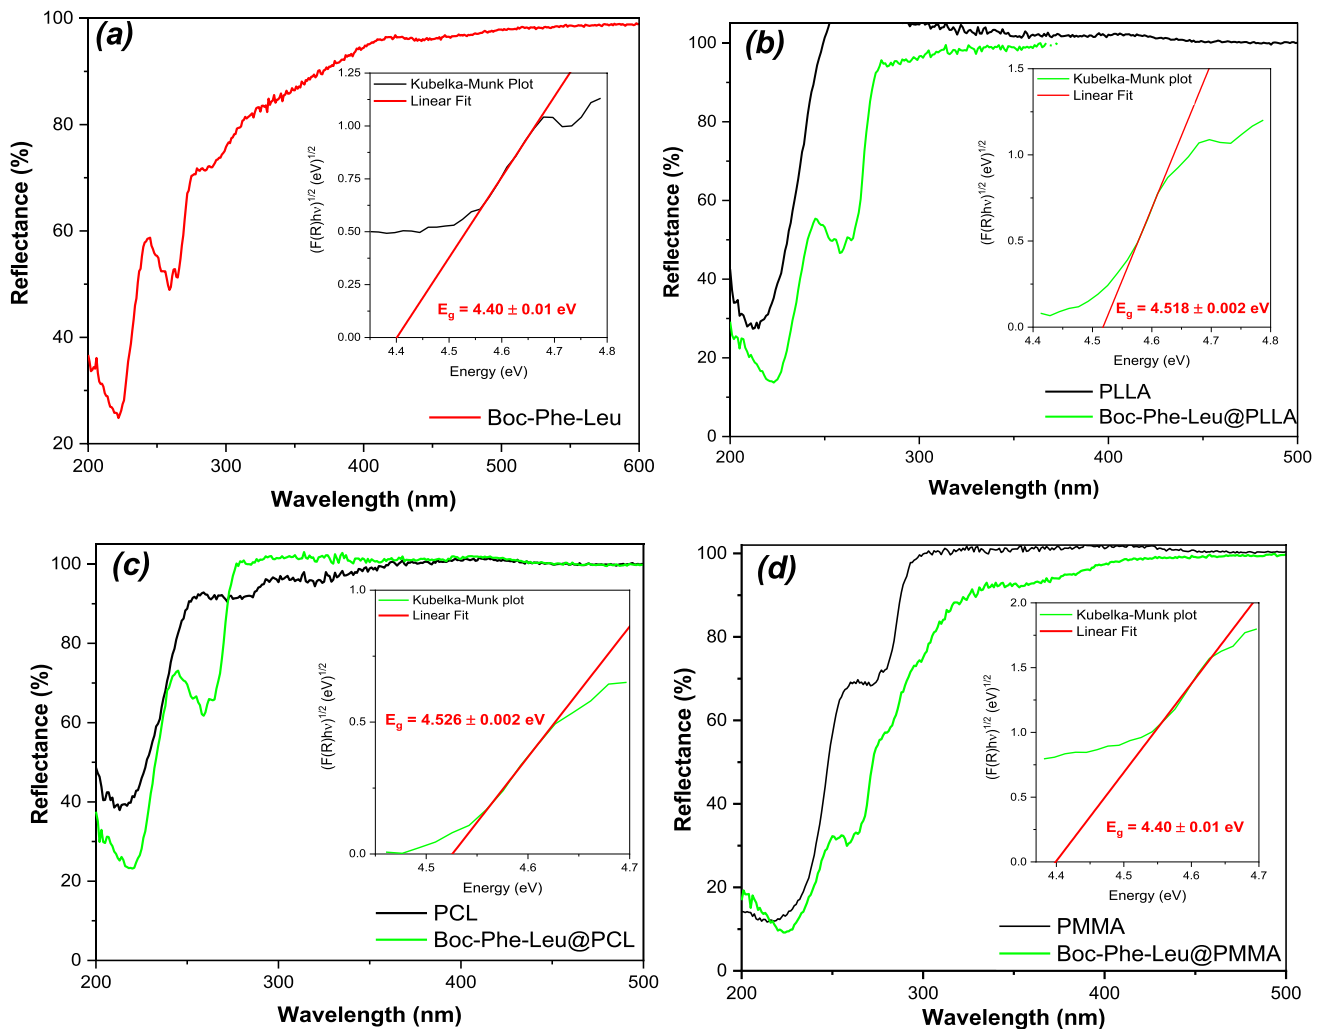 (a)
100
80
60
40
20
200
300
400
500
600
Reflectance (%)
Wavelength (nm)
Boc-Phe-Leu
Kubelka-Munk Plot
Linear Fit
1.25
1.00
0.75
0.50
0.25
0.00
4.4
4.5
4.6
4.7
4.8
(F(R)hν)^1/2 (eV)^1/2
Energy (eV)
E_g = 4.40 ± 0.01 eV
(b)
100
80
60
40
20
0
200
300
400
500
Reflectance (%)
Wavelength (nm)
PLLA
Boc-Phe-Leu@PLLA
Kubelka-Munk plot
Linear Fit
1.5
1.0
0.5
0.0
4.4
4.5
4.6
4.7
4.8
(F(R)hν)^1/2 (eV)^1/2
Energy (eV)
E_g = 4.518 ± 0.002 eV
(c)
100
80
60
40
20
0
200
300
400
500
Reflectance (%)
Wavelength (nm)
PCL
Boc-Phe-Leu@PCL
Kubelka-Munk plot
Linear Fit
1.0
0.5
0.0
4.5
4.6
4.7
(F(R)hν)^1/2 (eV)^1/2
Energy (eV)
E_g = 4.526 ± 0.002 eV
(d)
100
80
60
40
20
0
200
300
400
500
Reflectance (%)
Wavelength (nm)
PMMA
Boc-Phe-Leu@PMMA
Kubelka-Munk plot
Linear Fit
2.0
1.5
1.0
0.5
0.0
4.4
4.5
4.6
4.7
(F(R)hν)^1/2 (eV)^1/2
Energy (eV)
E_g = 4.40 ± 0.01 eV